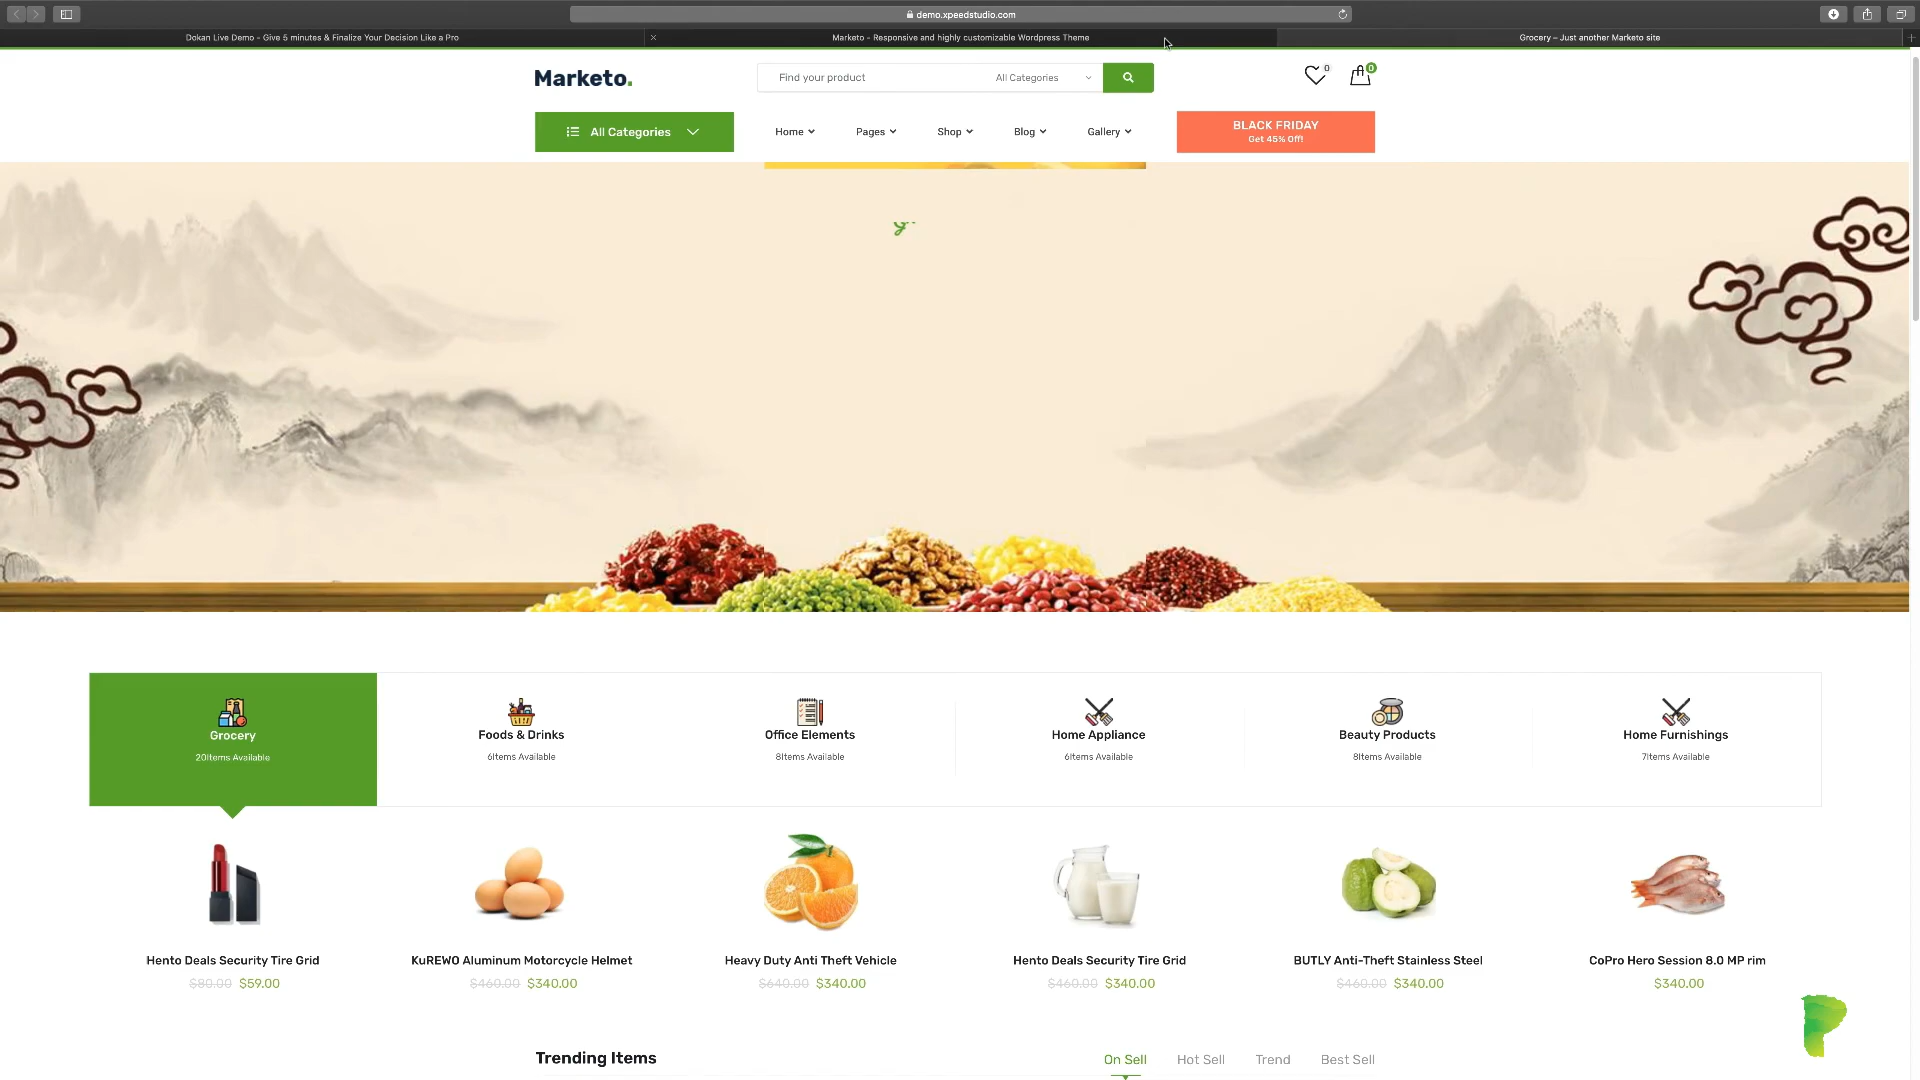 demo.xpeedstudio.com
Dokan Live Demo - Give 5 minutes & Finalize Your Decision Like a Pro
Marketo - Responsive and highly customizable Wordpress Theme
Grocery – Just another Marketo site
Marketo.
Find your product
All Categories
0
0
All Categories
Home
Pages
Shop
Blog
Gallery
BLACK FRIDAY
Get 45% Off!
Grocery
20Items Available
Foods & Drinks
6Items Available
Office Elements
8Items Available
Home Appliance
6Items Available
Beauty Products
8Items Available
Home Furnishings
7Items Available
Hento Deals Security Tire Grid
$80.00 $59.00
KuREWO Aluminum Motorcycle Helmet
$460.00 $340.00
Heavy Duty Anti Theft Vehicle
$640.00 $340.00
Hento Deals Security Tire Grid
$460.00 $340.00
BUTLY Anti-Theft Stainless Steel
$460.00 $340.00
CoPro Hero Session 8.0 MP rim
$340.00
Trending Items
On Sell
Hot Sell
Trend
Best Sell